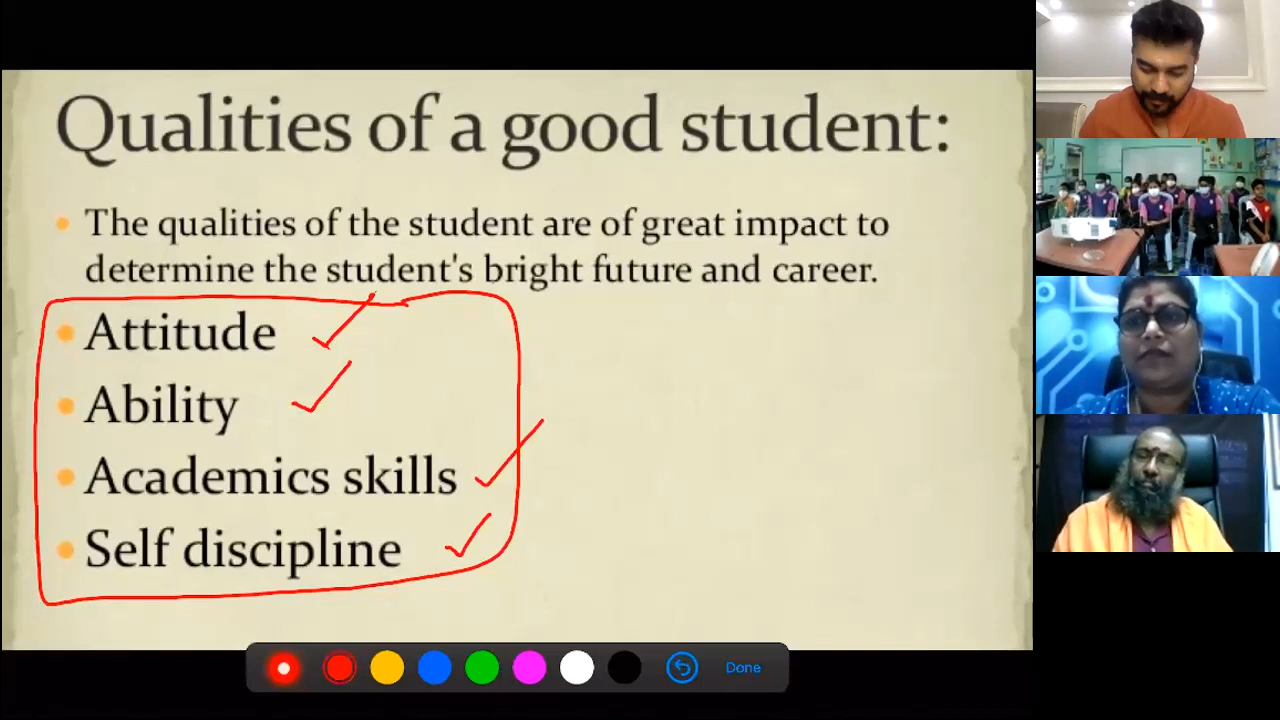 Qualities of a good student:
The qualities of the student are of great impact to
determine the student's bright future and career.
Attitude
Ability
Academics skills
Self discipline
Done